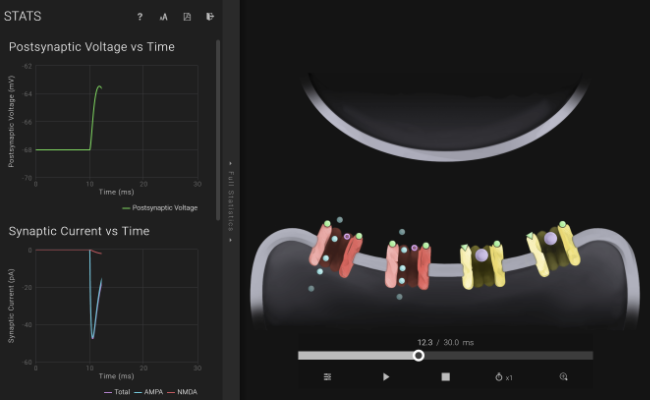 STATS
? AA
Postsynaptic Voltage vs Time
Postsynaptic Voltage (mV)
-62
-64
-66
-68
-70
0 10 20 30
Time (ms)
Postsynaptic Voltage
Synaptic Current vs Time
Synaptic Current (pA)
0
-20
-40
-60
0 10 20 30
Time (ms)
Total AMPA NMDA
Full Statistics
12.3 / 30.0 ms
x1